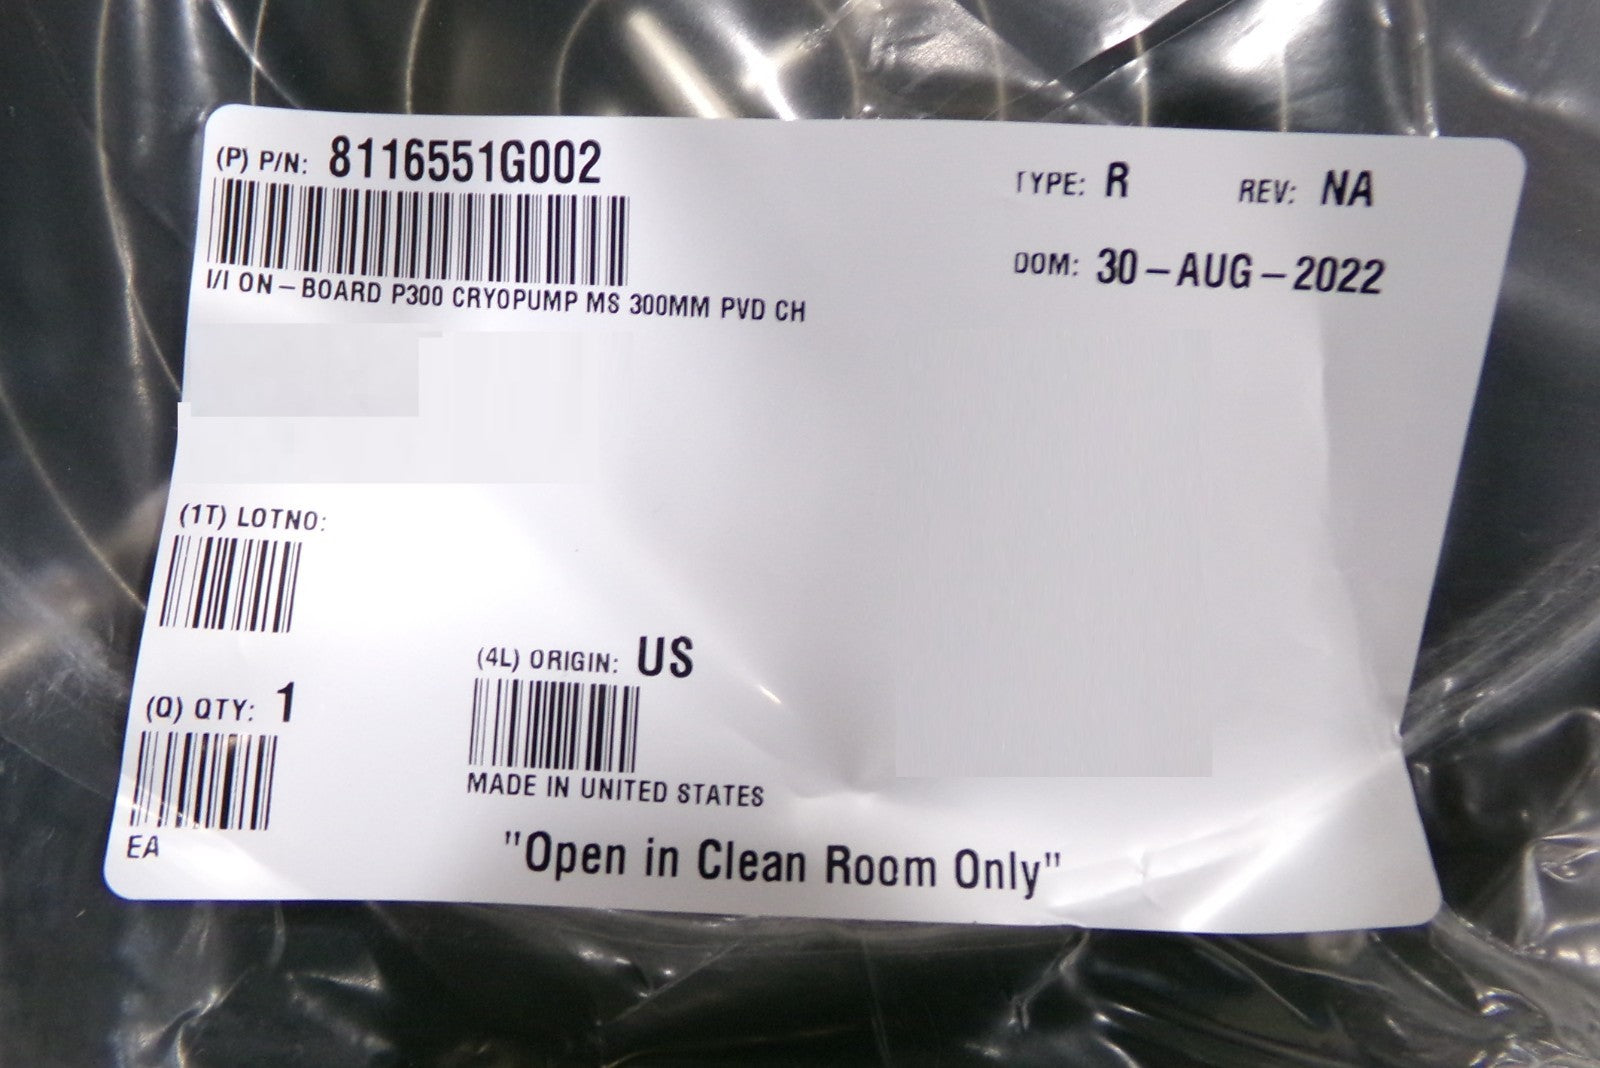 (P) P/N: 8116551G002
TYPE: R REV: NA
DOM: 30-AUG-2022
I/I ON-BOARD P300 CRYOPUMP MS 300MM PVD CH
(1T) LOTNO:
(4L) ORIGIN: US
(Q) QTY: 1
MADE IN UNITED STATES
EA
"Open in Clean Room Only"